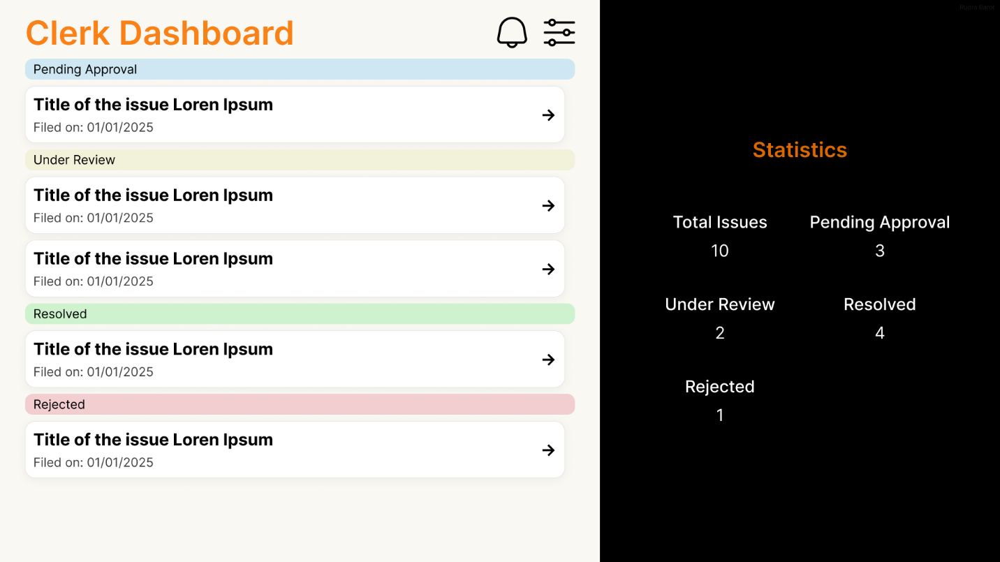 Clerk Dashboard
Pending Approval
Title of the issue Loren Ipsum
Filed on: 01/01/2025
Under Review
Title of the issue Loren Ipsum
Filed on: 01/01/2025
Title of the issue Loren Ipsum
Filed on: 01/01/2025
Resolved
Title of the issue Loren Ipsum
Filed on: 01/01/2025
Rejected
Title of the issue Loren Ipsum
Filed on: 01/01/2025
Rudra Barot
Statistics
Total Issues
10
Pending Approval
3
Under Review
2
Resolved
4
Rejected
1